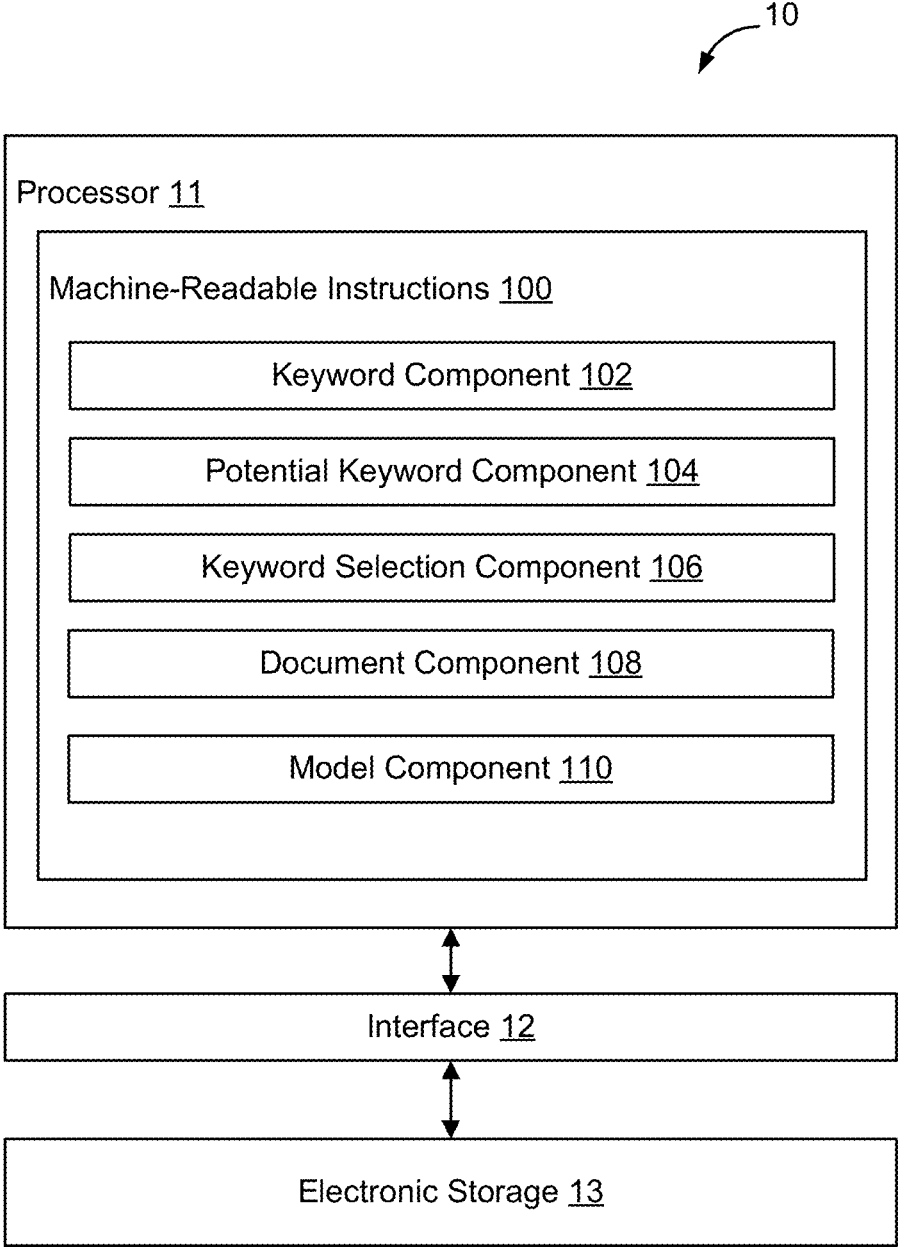 10
Processor 11
Machine-Readable Instructions 100
Keyword Component 102
Potential Keyword Component 104
Keyword Selection Component 106
Document Component 108
Model Component 110
Interface 12
Electronic Storage 13